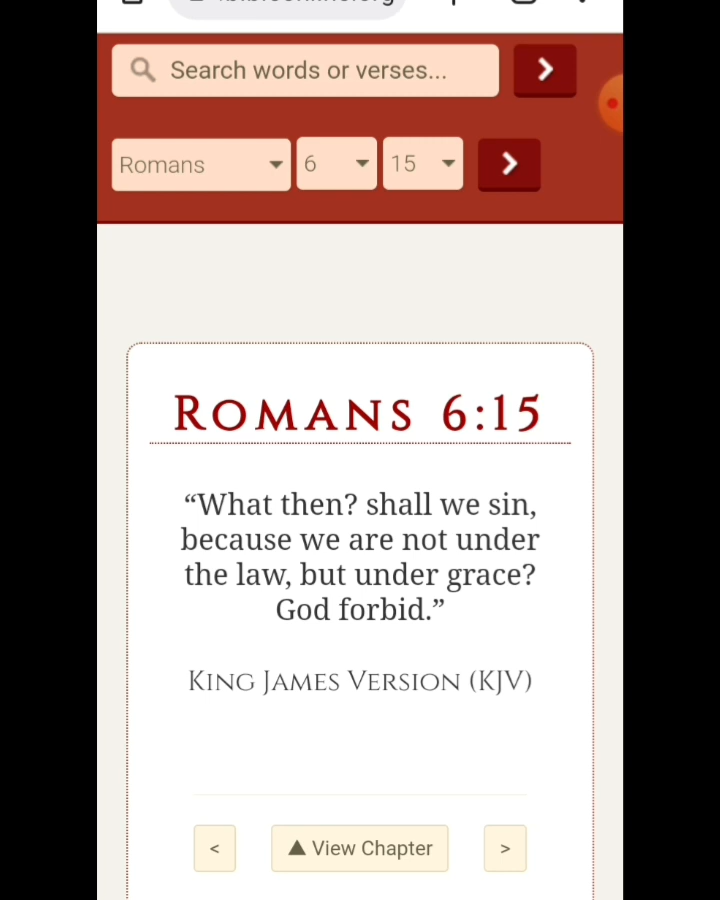 Search words or verses...
Romans 6 15
ROMANS 6:15
“What then? shall we sin,
because we are not under
the law, but under grace?
God forbid.”
KING JAMES VERSION (KJV)
< ▲ View Chapter >